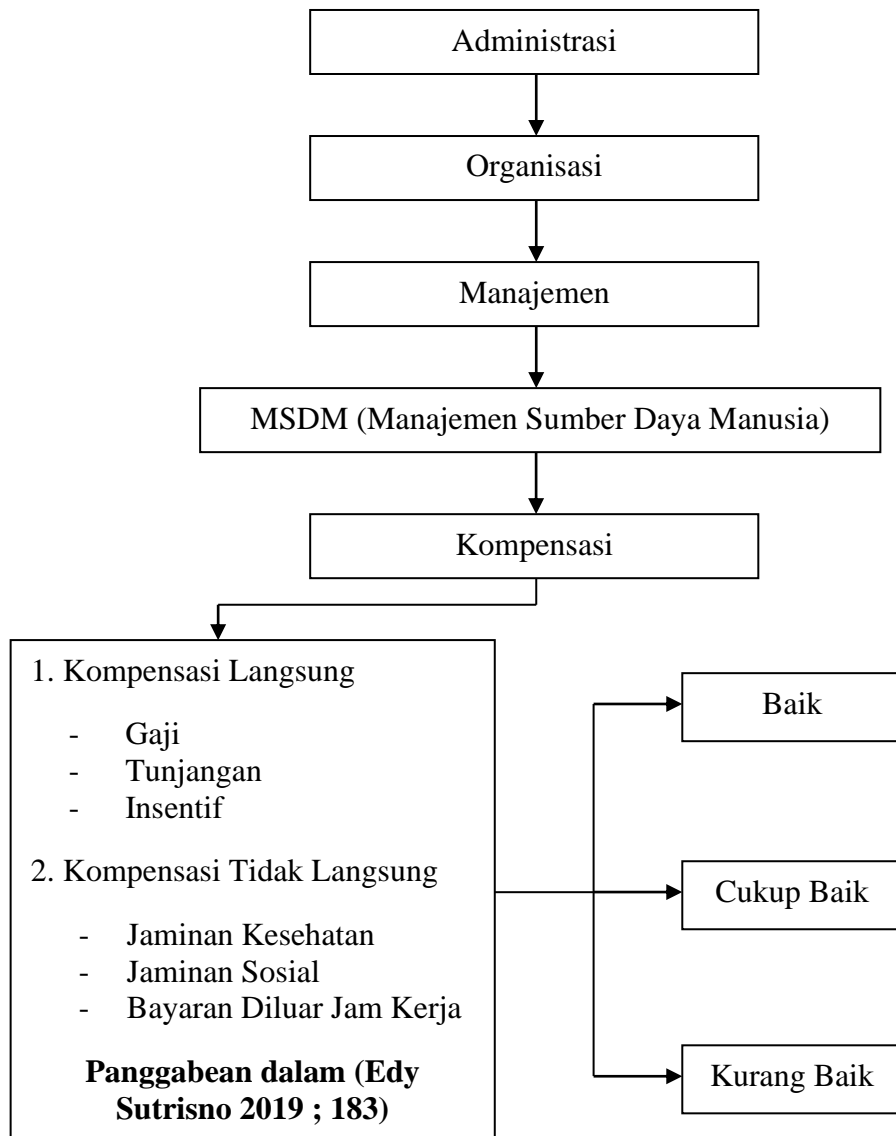 Administrasi
Organisasi
Manajemen
MSDM (Manajemen Sumber Daya Manusia)
Kompensasi
1. Kompensasi Langsung
- Gaji
- Tunjangan
- Insentif
2. Kompensasi Tidak Langsung
- Jaminan Kesehatan
- Jaminan Sosial
- Bayaran Diluar Jam Kerja
Panggabean dalam (Edy
Sutrisno 2019 ; 183)
Baik
Cukup Baik
Kurang Baik